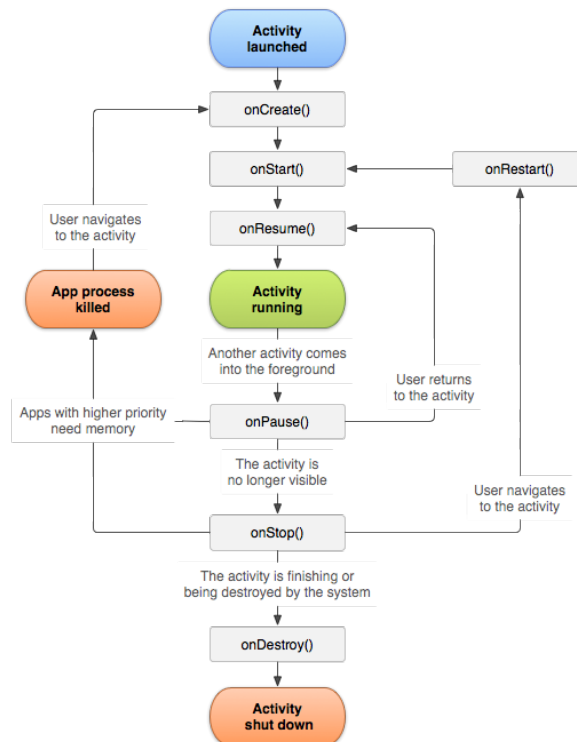 Activity
launched
onCreate()
onStart()
onRestart()
User navigates
to the activity
onResume()
App process
killed
Activity
running
Another activity comes
into the foreground
User returns
to the activity
Apps with higher priority
need memory
onPause()
The activity is
no longer visible
User navigates
to the activity
onStop()
The activity is finishing or
being destroyed by the system
onDestroy()
Activity
shut down